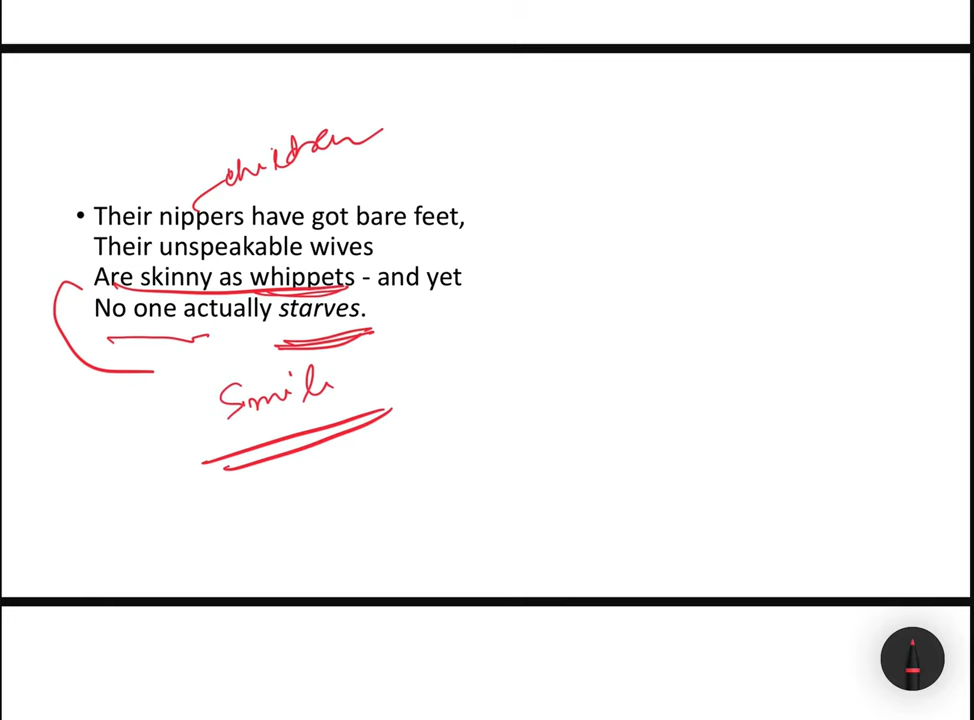 children
• Their nippers have got bare feet,
Their unspeakable wives
Are skinny as whippets - and yet
No one actually starves.
Simile